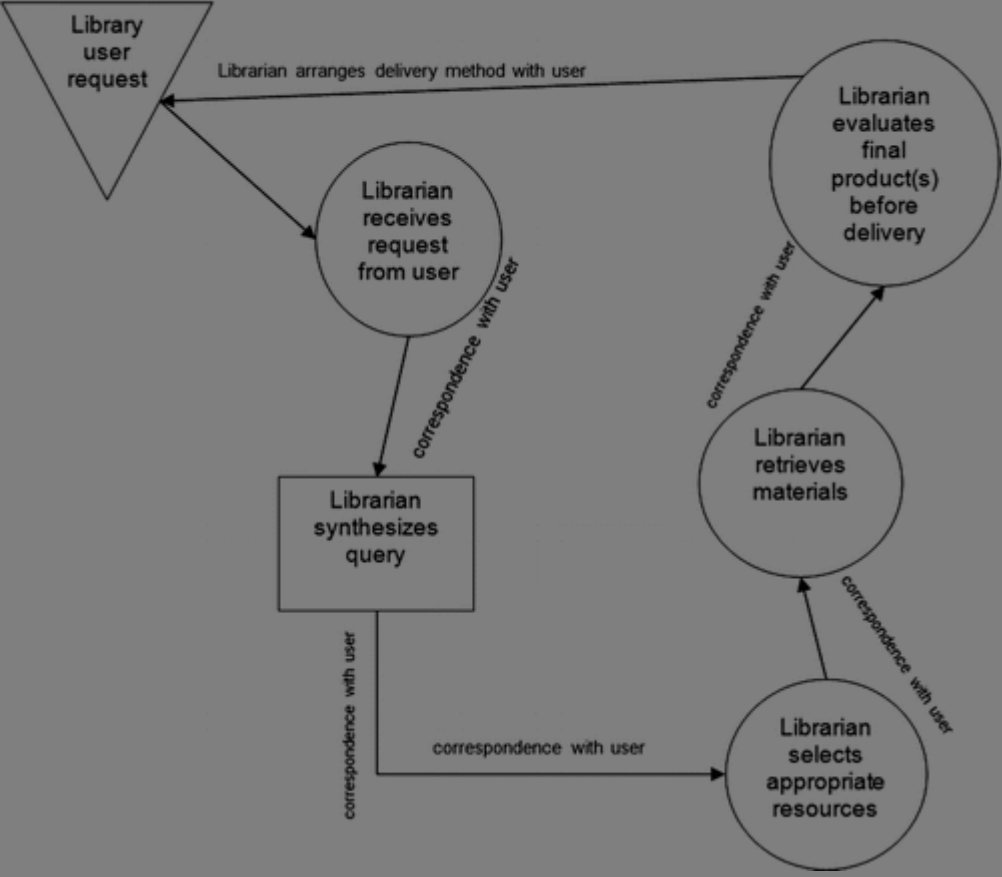 Library
user
request
Librarian arranges delivery method with user
Librarian
receives
request
from user
correspondence with user
Librarian
synthesizes
query
correspondence with user
correspondence with user
Librarian
selects
appropriate
resources
correspondence with user
Librarian
retrieves
materials
correspondence with user
Librarian
evaluates
final
product(s)
before
delivery